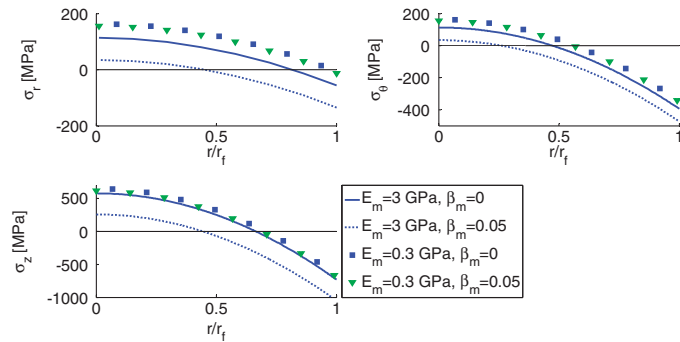 200
0
200
0
0.5
1
σr [MPa]
r/rf
200
0
-200
-400
0
0.5
1
σθ [MPa]
r/rf
500
0
-500
-1000
0
0.5
1
σz [MPa]
r/rf
Em=3 GPa, βm=0
Em=3 GPa, βm=0.05
Em=0.3 GPa, βm=0
Em=0.3 GPa, βm=0.05